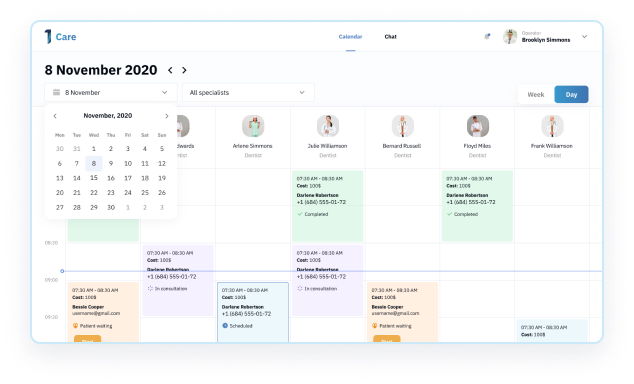 1 Care
Calendar
Chat
Operator
Brooklyn Simmons
8 November 2020
8 November
All specialists
Week
Day
November, 2020
Mon Tue Wed Thu Fri Sat Sun
30 31 1 2 3 4 5
6 7 8 9 10 11 12
13 14 15 16 17 18 19
20 21 22 23 24 25 26
27 28 29 30 1 2 3
Arlene Simmons
Dentist
Julie Williamson
Dentist
Bernard Russell
Dentist
Floyd Miles
Dentist
Frank Williamson
Dentist
07:30 AM - 08:30 AM
Cost: 100$
Darlene Robertson
+1 (684) 555-01-72
Completed
07:30 AM - 08:30 AM
Cost: 100$
Darlene Robertson
+1 (684) 555-01-72
Completed
08:30
07:30 AM - 08:30 AM
Cost: 100$
Darlene Robertson
+1 (684) 555-01-72
In consultation
07:30 AM - 08:30 AM
Cost: 100$
Darlene Robertson
+1 (684) 555-01-72
In consultation
09:00
07:30 AM - 08:30 AM
Cost: 100$
Bessie Cooper
username@gmail.com
Patient waiting
07:30 AM - 08:30 AM
Cost: 100$
Darlene Robertson
+1 (684) 555-01-72
Scheduled
07:30 AM - 08:30 AM
Cost: 100$
Bessie Cooper
username@gmail.com
Patient waiting
09:30
07:30 AM - 08:30 AM
Cost: 100$